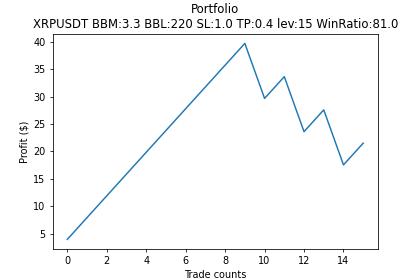 Portfolio
XRPUSDT BBM:3.3 BBL:220 SL:1.0 TP:0.4 lev:15 WinRatio:81.0
40
35
30
25
20
15
10
5
Profit ($)
0 2 4 6 8 10 12 14
Trade counts